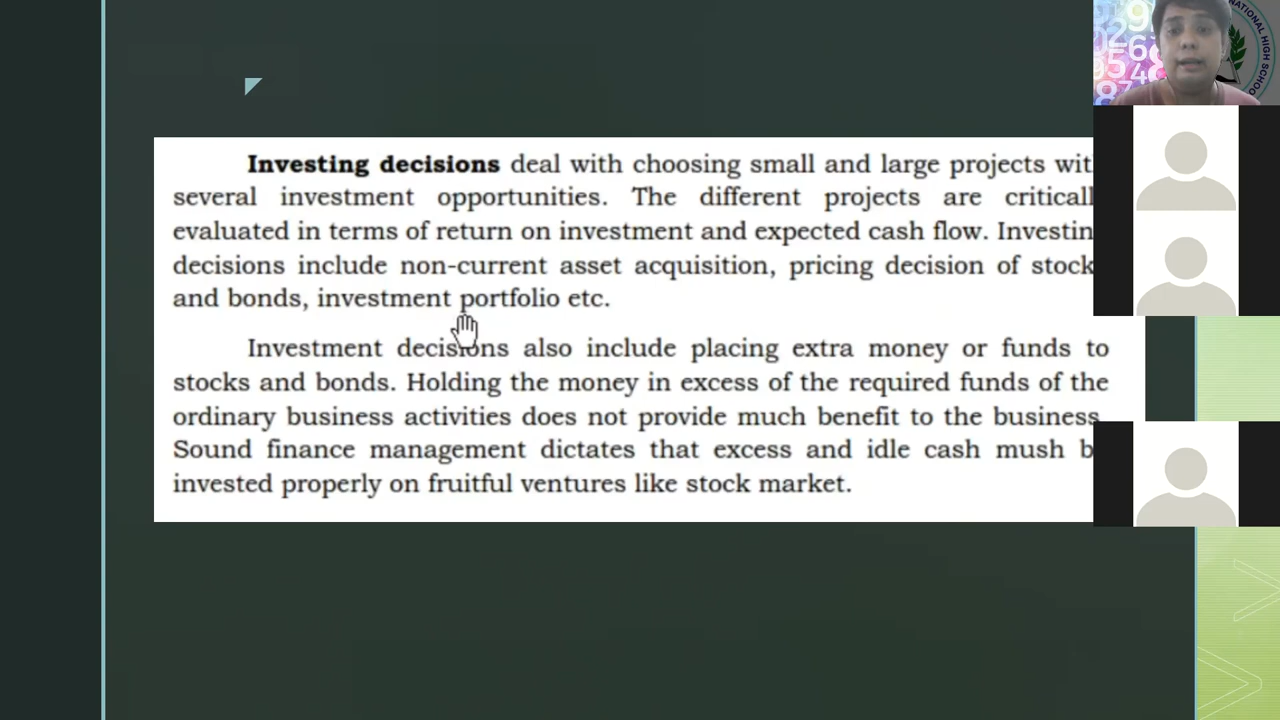 Investing decisions deal with choosing small and large projects wit
several investment opportunities. The different projects are criticall
evaluated in terms of return on investment and expected cash flow. Investin
decisions include non-current asset acquisition, pricing decision of stock
and bonds, investment portfolio etc.
Investment decisions also include placing extra money or funds to
stocks and bonds. Holding the money in excess of the required funds of the
ordinary business activities does not provide much benefit to the business.
Sound finance management dictates that excess and idle cash mush b
invested properly on fruitful ventures like stock market.
NATIONAL HIGH SCHOO